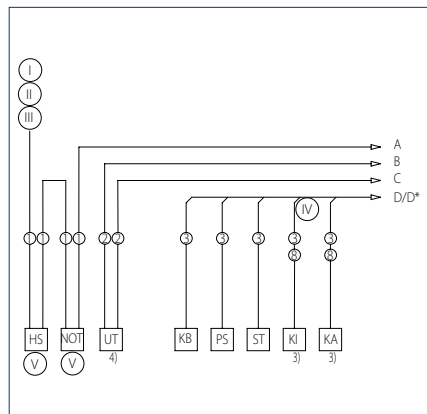 I
II
III
A
B
C
D/D*
IV
1 1 1 1 2 2 3 3 3 3 3
8 8
HS NOT UT KB PS ST KI KA
V V 4) 3) 3)